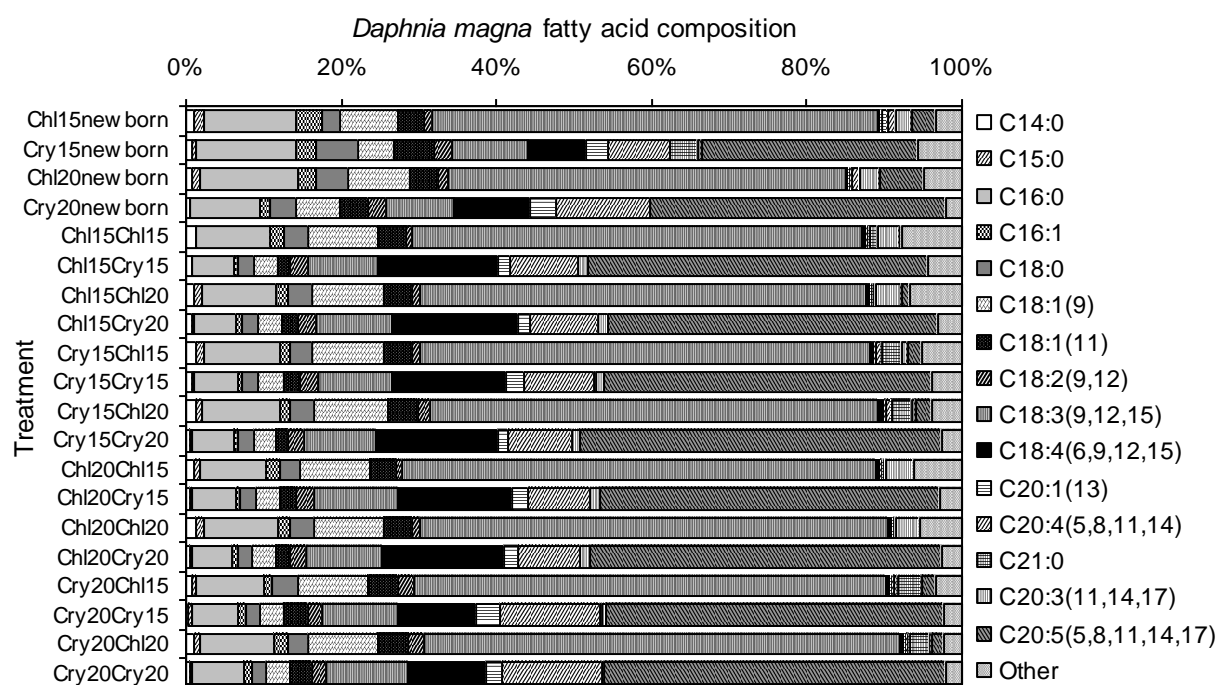 Daphnia magna fatty acid composition
0% 20% 40% 60% 80% 100%
Treatment
Chl15new born
Cry15new born
Chl20new born
Cry20new born
Chl15Chl15
Chl15Cry15
Chl15Chl20
Chl15Cry20
Cry15Chl15
Cry15Cry15
Cry15Chl20
Cry15Cry20
Chl20Chl15
Chl20Cry15
Chl20Chl20
Chl20Cry20
Cry20Chl15
Cry20Cry15
Cry20Chl20
Cry20Cry20
C14:0
C15:0
C16:0
C16:1
C18:0
C18:1(9)
C18:1(11)
C18:2(9,12)
C18:3(9,12,15)
C18:4(6,9,12,15)
C20:1(13)
C20:4(5,8,11,14)
C21:0
C20:3(11,14,17)
C20:5(5,8,11,14,17)
Other